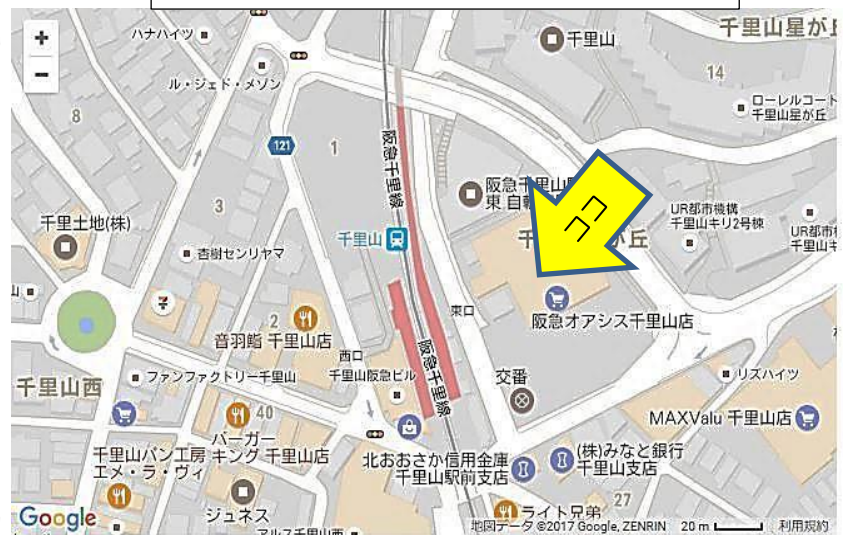 +
−
ハナハイツ
ル・ジェド・メゾン
8
121
1
3
千里土地(株)
杏樹センリヤマ
千里山
阪急千里線
千里山
千里山星が丘
14
ローレルコート
千里山星が丘
阪急千里山
東 自転
ココ
UR都市機構
千里山キリ2号棟
UR都市
千里山キ
が丘
阪急オアシス千里山店
東口
西口
2
音羽鮨 千里山店
千里山西
ファンファクトリー千里山
千里山阪急ビル
阪急千里線
交番
リズハイツ
MAXValu 千里山店
40
バーガー
キング 千里山店
千里山パン工房
エメ・ラ・ヴィ
北おおさか信用金庫
千里山駅前支店
(株)みなと銀行
千里山支店
27
ジュネス
ライト兄弟
アルス千里山西
Google
地図データ ©2017 Google, ZENRIN
20 m
利用規約